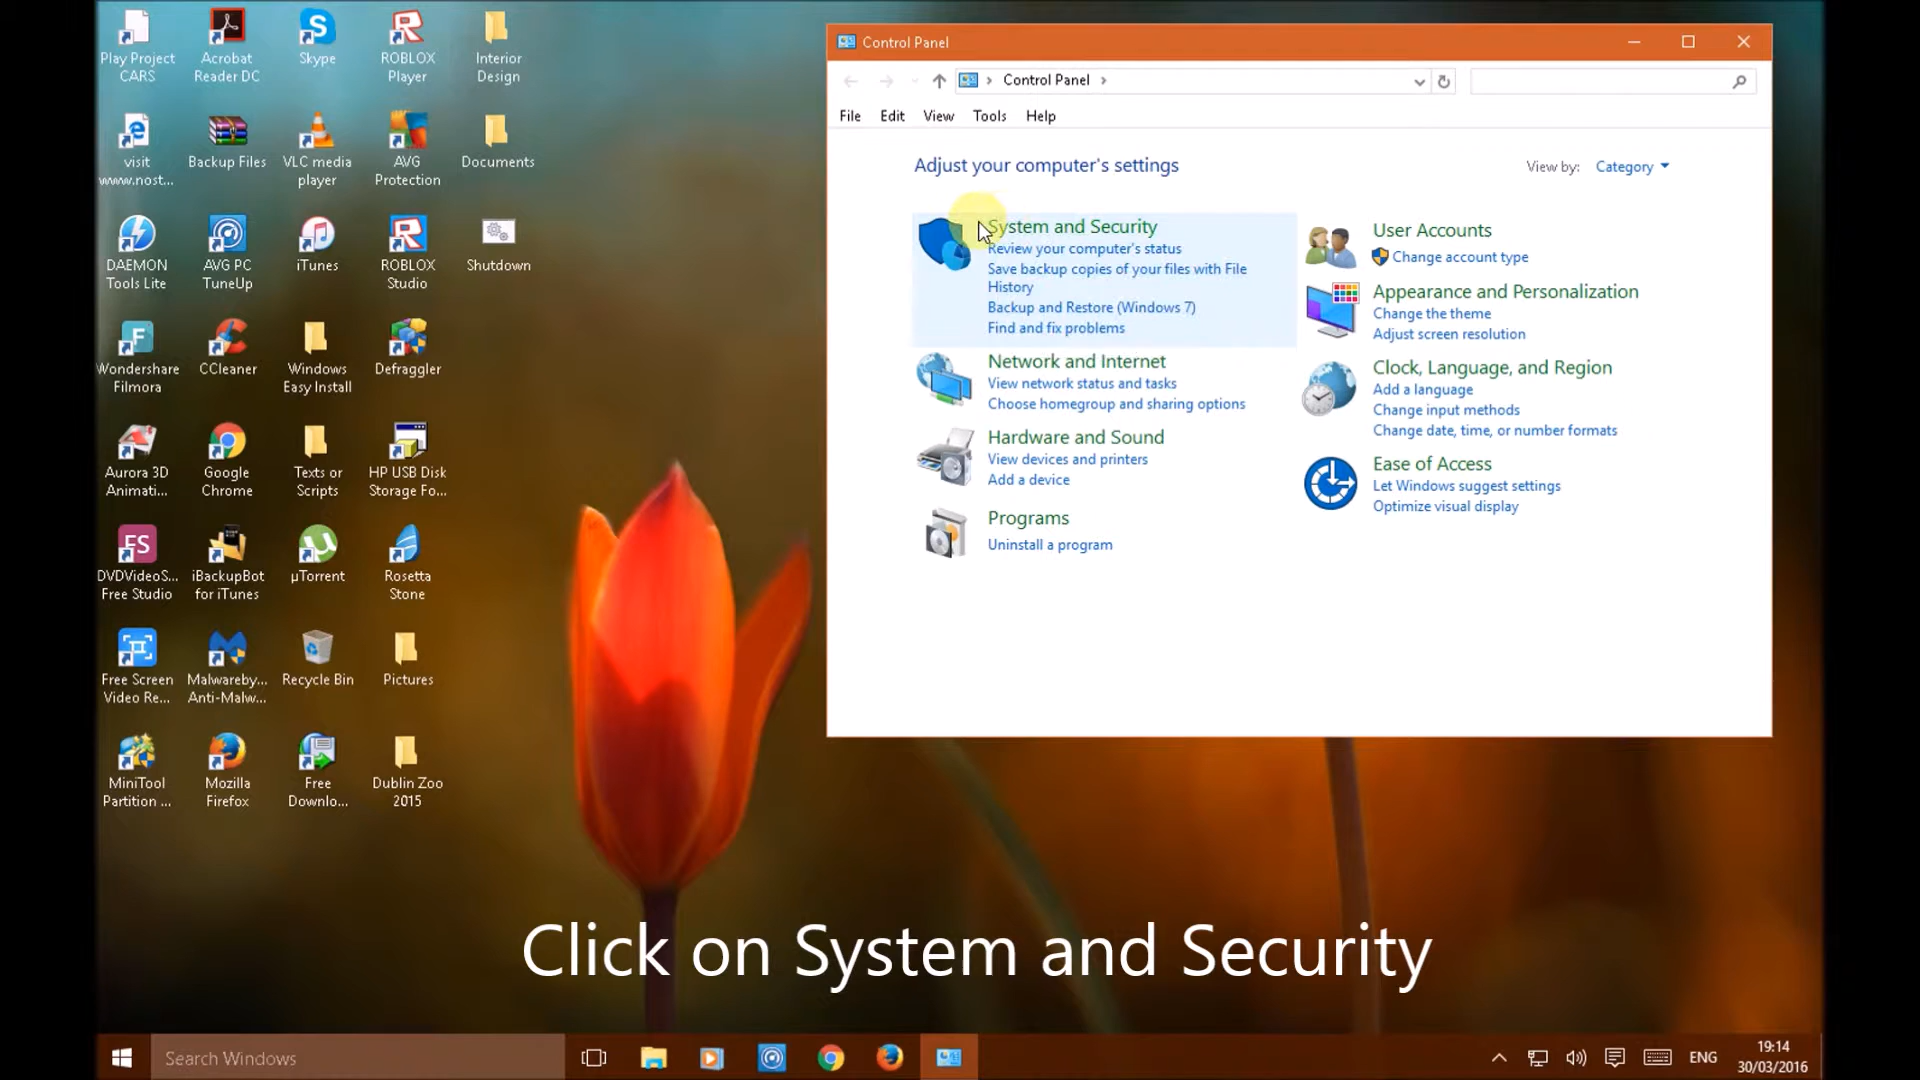 Play Project
CARS
Acrobat
Reader DC
Skype
ROBLOX
Player
Interior
Design
visit
www.nost...
Backup Files
VLC media
player
AVG
Protection
Documents
DAEMON
Tools Lite
AVG PC
TuneUp
iTunes
ROBLOX
Studio
Shutdown
Wondershare
Filmora
CCleaner
Windows
Easy Install
Defraggler
Aurora 3D
Animati...
Google
Chrome
Texts or
Scripts
HP USB Disk
Storage Fo...
FS
DVDVideoS...
Free Studio
iBackupBot
for iTunes
µTorrent
Rosetta
Stone
Free Screen
Video Re...
Malwareby...
Anti-Malw...
Recycle Bin
Pictures
MiniTool
Partition ...
Mozilla
Firefox
Free
Downlo...
Dublin Zoo
2015
Control Panel
Control Panel
File Edit View Tools Help
Adjust your computer's settings
View by: Category
System and Security
Review your computer's status
Save backup copies of your files with File
History
Backup and Restore (Windows 7)
Find and fix problems
Network and Internet
View network status and tasks
Choose homegroup and sharing options
Hardware and Sound
View devices and printers
Add a device
Programs
Uninstall a program
User Accounts
Change account type
Appearance and Personalization
Change the theme
Adjust screen resolution
Clock, Language, and Region
Add a language
Change input methods
Change date, time, or number formats
Ease of Access
Let Windows suggest settings
Optimize visual display
Click on System and Security
Search Windows
ENG
19:14
30/03/2016